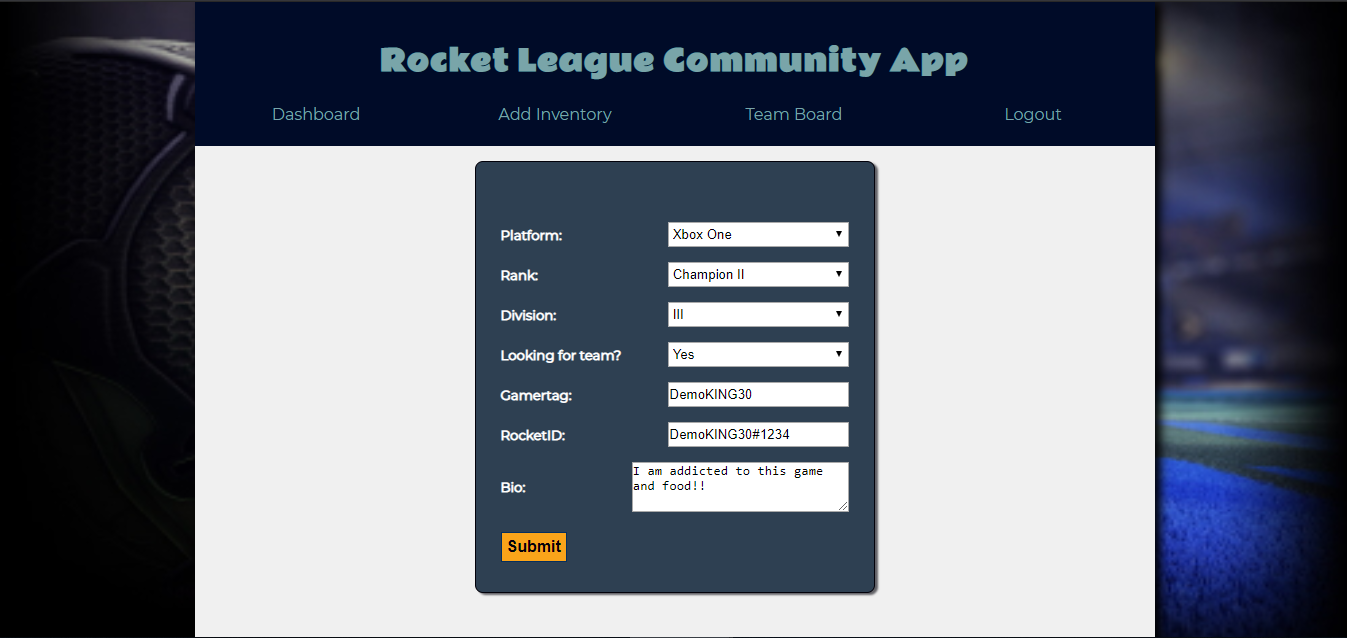 Rocket League Community App
Dashboard Add Inventory Team Board Logout
Platform: Xbox One
Rank: Champion II
Division: III
Looking for team? Yes
Gamertag: DemoKING30
RocketID: DemoKING30#1234
Bio: I am addicted to this game
and food!!
Submit